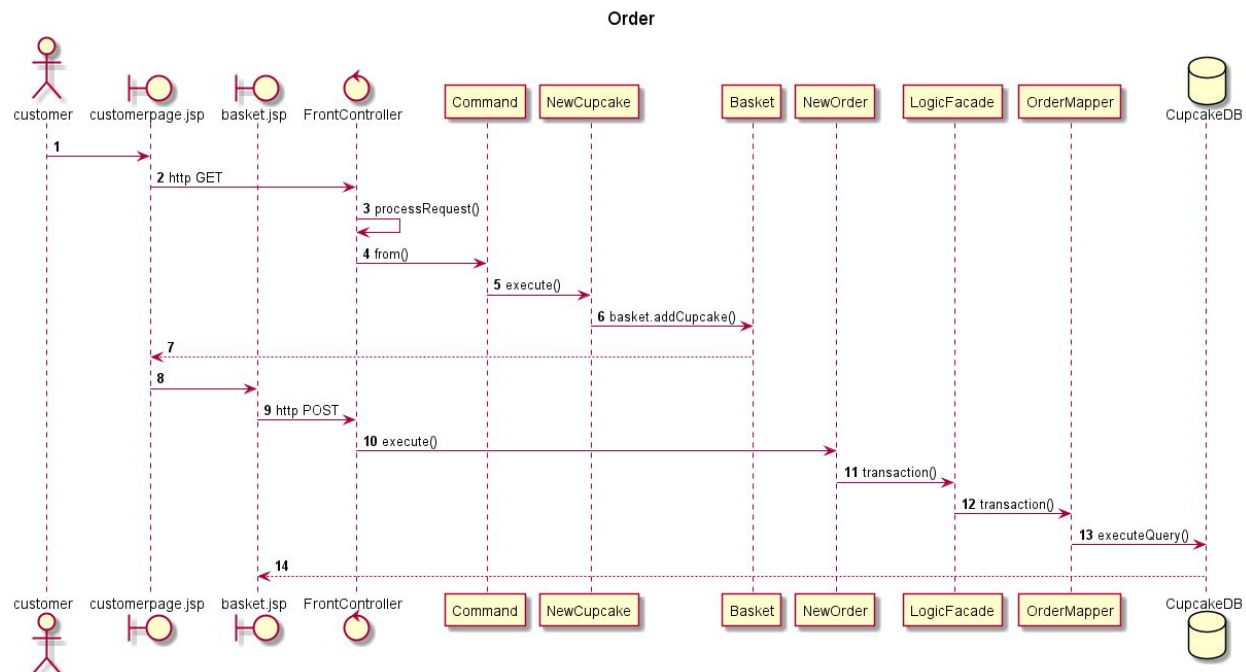 Order
customer customerpage.jsp basket.jsp FrontController Command NewCupcake Basket NewOrder LogicFacade OrderMapper CupcakeDB
1
2 http GET
3 processRequest()
4 from()
5 execute()
6 basket.addCupcake()
7
8
9 http POST
10 execute()
11 transaction()
12 transaction()
13 executeQuery()
14
customer customerpage.jsp basket.jsp FrontController Command NewCupcake Basket NewOrder LogicFacade OrderMapper CupcakeDB